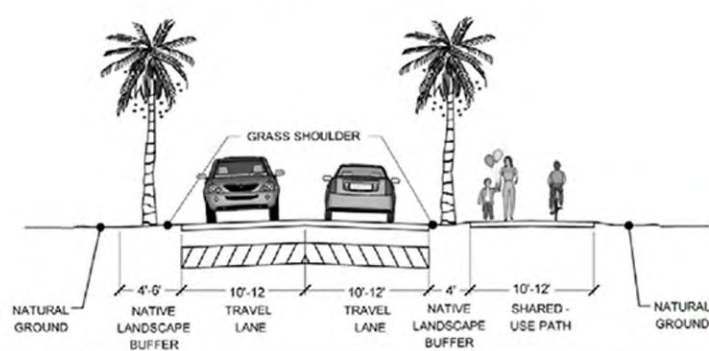 GRASS SHOULDER
4'-6'
10'-12
10'-12'
4'
10'-12'
NATURAL
GROUND
NATIVE
LANDSCAPE
BUFFER
TRAVEL
LANE
TRAVEL
LANE
NATIVE
LANDSCAPE
BUFFER
SHARED -
USE PATH
NATURAL
GROUND